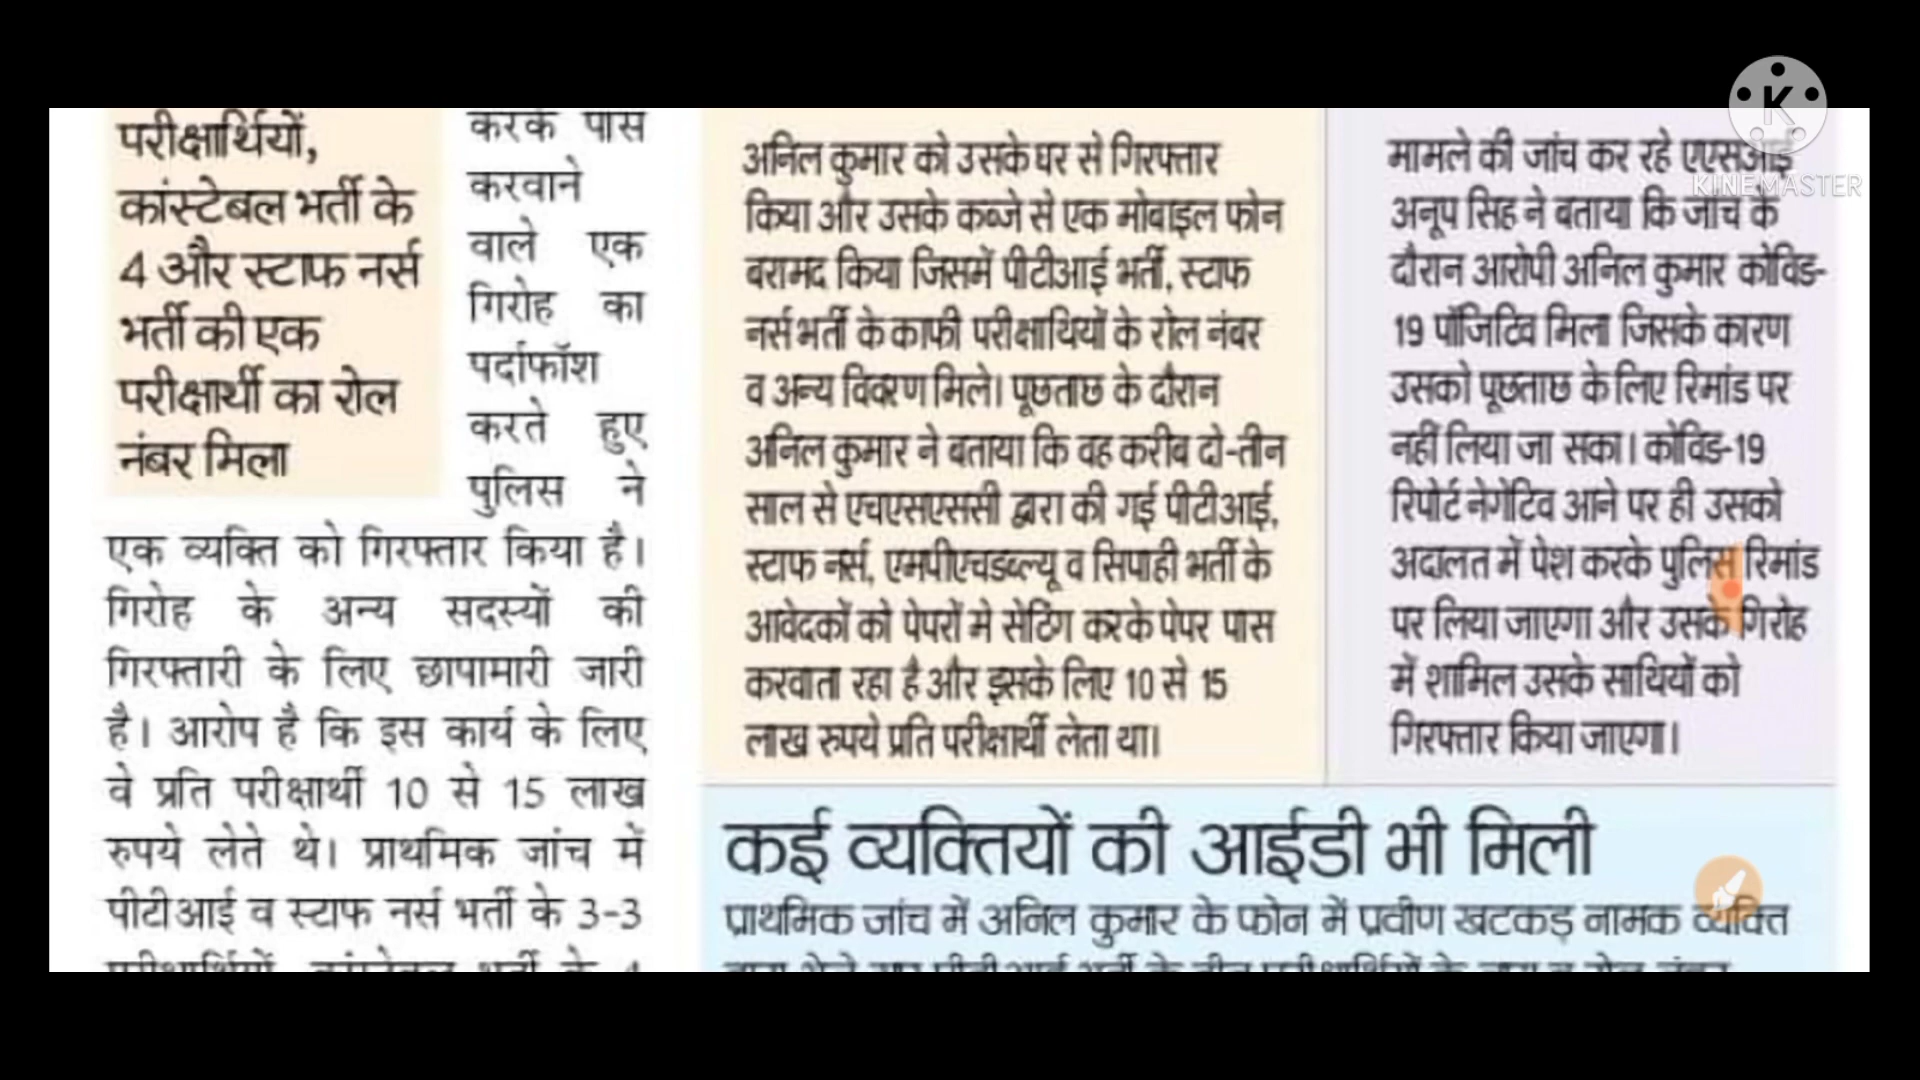 परीक्षार्थियों,
कांस्टेबल भर्ती के
4 और स्टाफ नर्स
भर्ती की एक
परीक्षार्थी का रोल
नंबर मिला
करके पास
करवाने
वाले एक
गिरोह का
पर्दाफॉश
करते हुए
पुलिस ने
एक व्यक्ति को गिरफ्तार किया है।
गिरोह के अन्य सदस्यों की
गिरफ्तारी के लिए छापामारी जारी
है। आरोप है कि इस कार्य के लिए
वे प्रति परीक्षार्थी 10 से 15 लाख
रुपये लेते थे। प्राथमिक जांच में
पीटीआई व स्टाफ नर्स भर्ती के 3-3
अनिल कुमार को उसके घर से गिरफ्तार
किया और उसके कब्जे से एक मोबाइल फोन
बरामद किया जिसमें पीटीआई भर्ती, स्टाफ
नर्स भर्ती के काफी परीक्षाथियों के रोल नंबर
व अन्य विवरण मिले। पूछताछ के दौरान
अनिल कुमार ने बताया कि वह करीब दो-तीन
साल से एचएसएससी द्वारा की गई पीटीआई,
स्टाफ नर्स, एमपीएचडब्ल्यू व सिपाही भर्ती के
आवेदकों को पेपरों मे सेटिंग करके पेपर पास
करवाता रहा है और इसके लिए 10 से 15
लाख रुपये प्रति परीक्षार्थी लेता था।
मामले की जांच कर रहे एएसआई
अनूप सिह ने बताया कि जांच के
दौरान आरोपी अनिल कुमार कोविड-
19 पॉजिटिव मिला जिसके कारण
उसको पूछताछ के लिए रिमांड पर
नहीं लिया जा सका। कोविड-19
रिपोर्ट नेगेटिव आने पर ही उसको
अदालत में पेश करके पुलिस रिमांड
पर लिया जाएगा और उसके गिरोह
में शामिल उसके साथियों को
गिरफ्तार किया जाएगा।
कई व्यक्तियों की आईडी भी मिली
प्राथमिक जांच में अनिल कुमार के फोन में प्रवीण खटकड़ नामक व्यक्ति
K
KINEMASTER